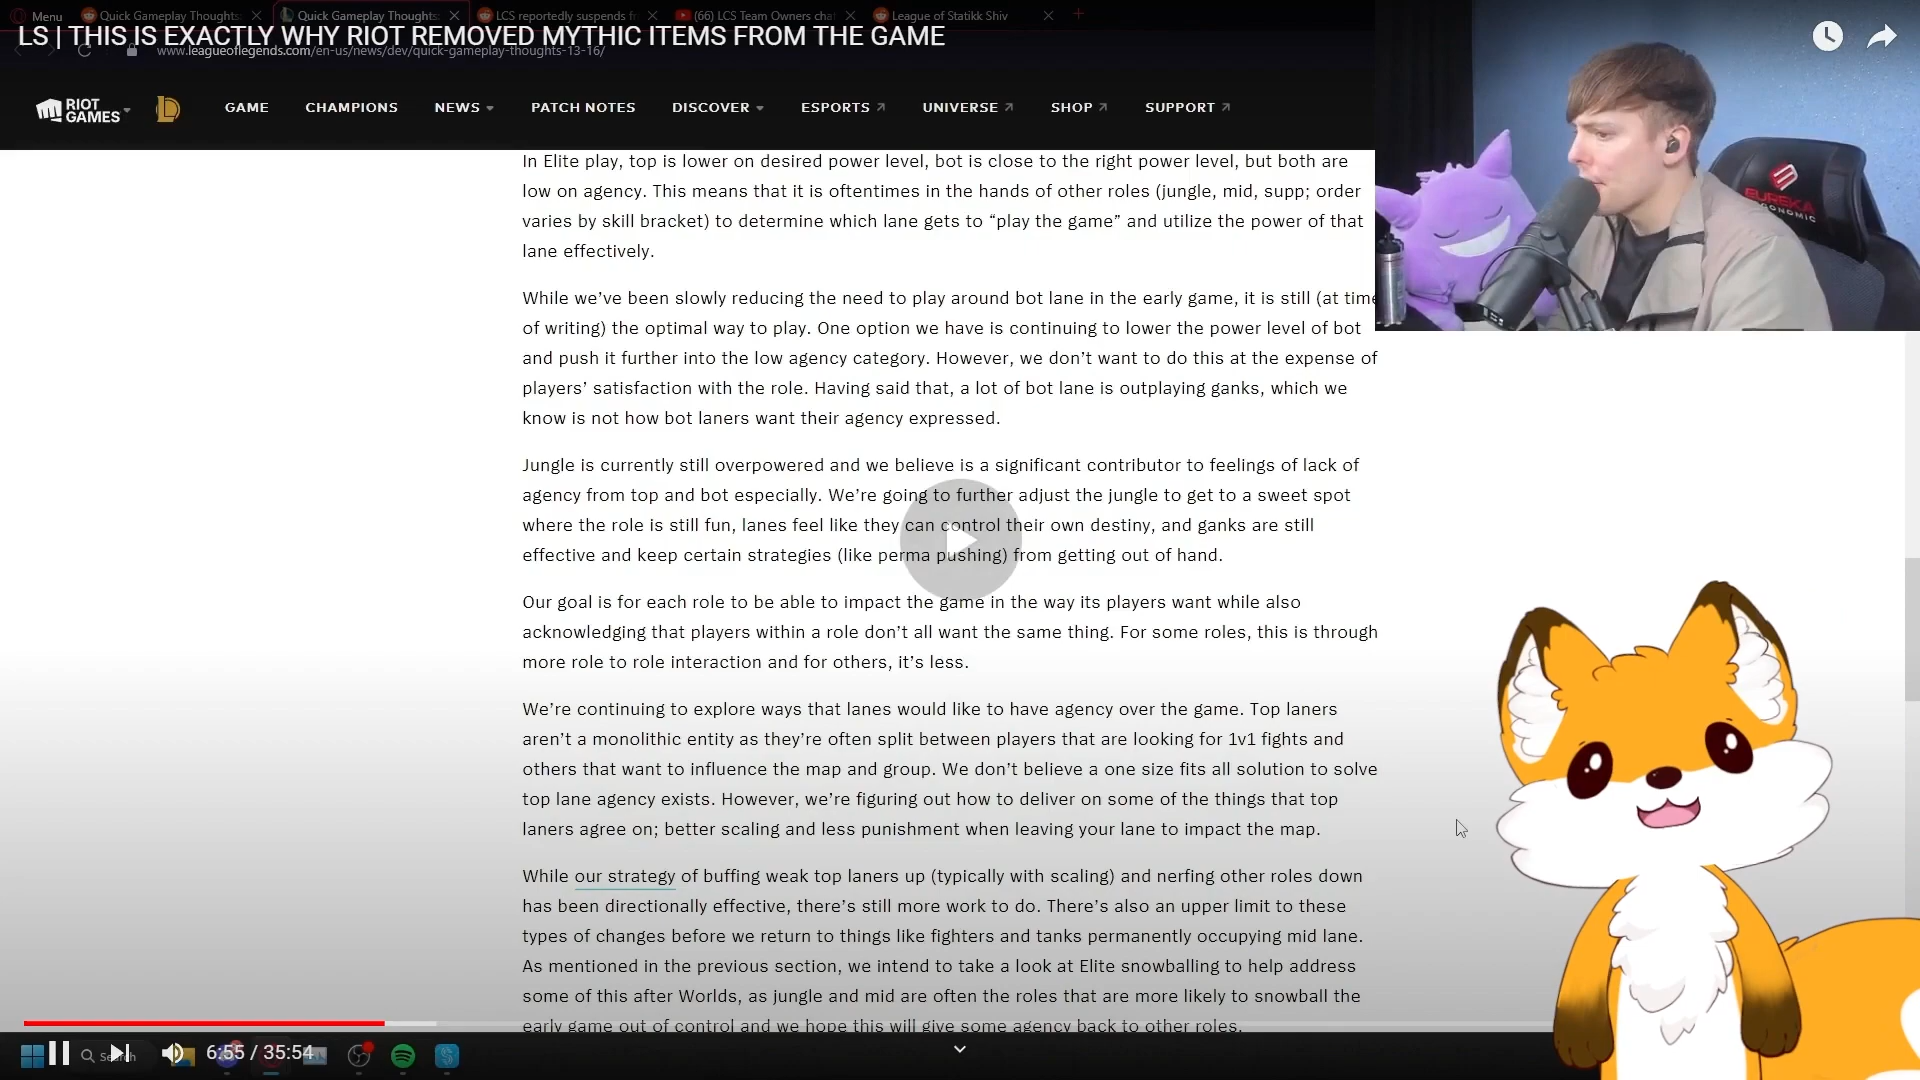 Menu
Quick Gameplay Thoughts:
Quick Gameplay Thoughts:
LCS reportedly suspends fr
(66) LCS Team Owners cha
League of Statikk Shiv
LS | THIS IS EXACTLY WHY RIOT REMOVED MYTHIC ITEMS FROM THE GAME
www.leagueoflegends.com/en-us/news/dev/quick-gameplay-thoughts-13-16/
RIOT GAMES
GAME
CHAMPIONS
NEWS
PATCH NOTES
DISCOVER
ESPORTS
UNIVERSE
SHOP
SUPPORT
In Elite play, top is lower on desired power level, bot is close to the right power level, but both are
low on agency. This means that it is oftentimes in the hands of other roles (jungle, mid, supp; order
varies by skill bracket) to determine which lane gets to “play the game” and utilize the power of that
lane effectively.
While we’ve been slowly reducing the need to play around bot lane in the early game, it is still (at time
of writing) the optimal way to play. One option we have is continuing to lower the power level of bot
and push it further into the low agency category. However, we don’t want to do this at the expense of
players’ satisfaction with the role. Having said that, a lot of bot lane is outplaying ganks, which we
know is not how bot laners want their agency expressed.
Jungle is currently still overpowered and we believe is a significant contributor to feelings of lack of
agency from top and bot especially. We’re going to further adjust the jungle to get to a sweet spot
where the role is still fun, lanes feel like they can control their own destiny, and ganks are still
effective and keep certain strategies (like perma pushing) from getting out of hand.
Our goal is for each role to be able to impact the game in the way its players want while also
acknowledging that players within a role don’t all want the same thing. For some roles, this is through
more role to role interaction and for others, it’s less.
We’re continuing to explore ways that lanes would like to have agency over the game. Top laners
aren’t a monolithic entity as they’re often split between players that are looking for 1v1 fights and
others that want to influence the map and group. We don’t believe a one size fits all solution to solve
top lane agency exists. However, we’re figuring out how to deliver on some of the things that top
laners agree on; better scaling and less punishment when leaving your lane to impact the map.
While our strategy of buffing weak top laners up (typically with scaling) and nerfing other roles down
has been directionally effective, there’s still more work to do. There’s also an upper limit to these
types of changes before we return to things like fighters and tanks permanently occupying mid lane.
As mentioned in the previous section, we intend to take a look at Elite snowballing to help address
some of this after Worlds, as jungle and mid are often the roles that are more likely to snowball the
early game out of control and we hope this will give some agency back to other roles.
EUREKA
ERGONOMIC
6:55 / 35:54